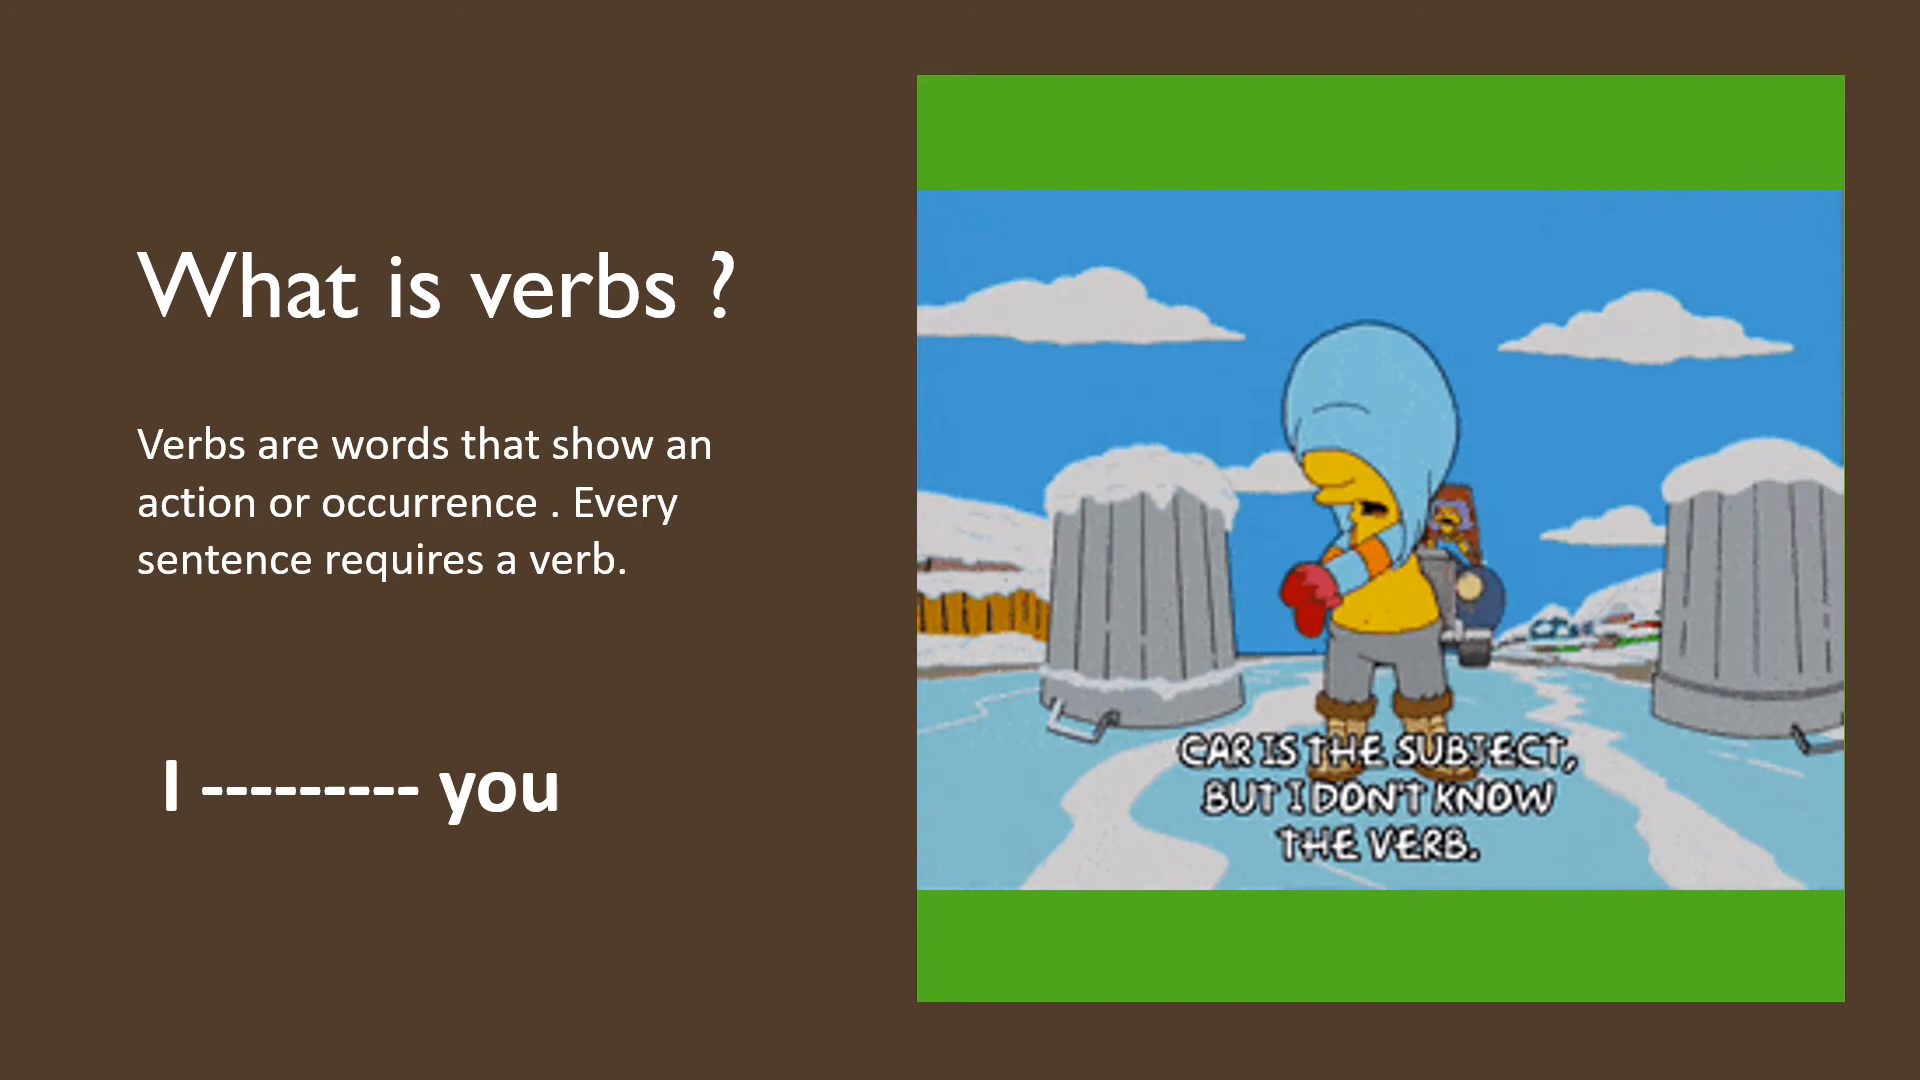 What is verbs ?
Verbs are words that show an
action or occurrence . Every
sentence requires a verb.
I --------- you
CAR IS THE SUBJECT,
BUT I DON'T KNOW
THE VERB.